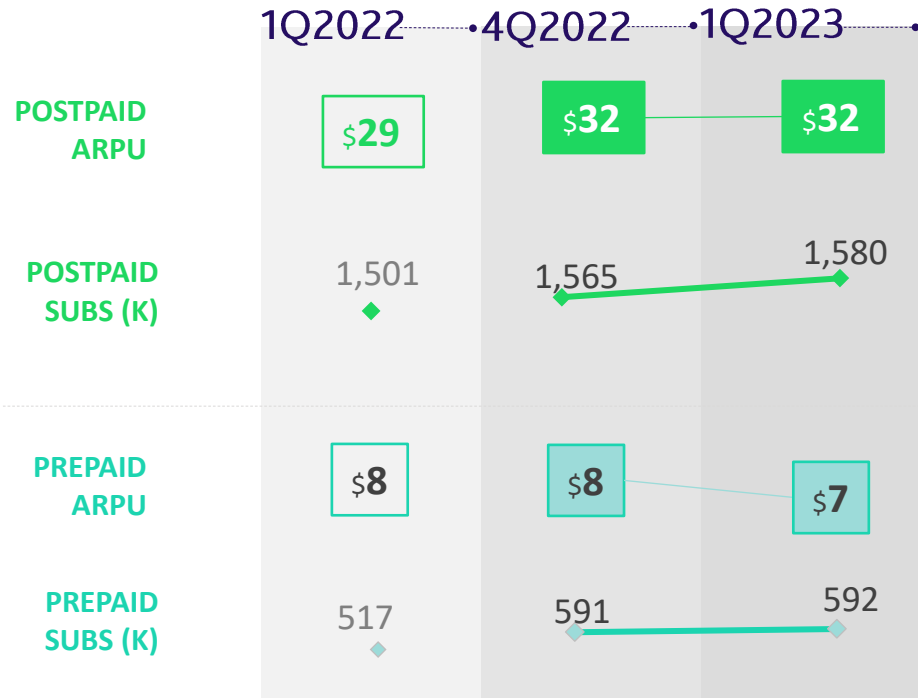 1Q2022 4Q2022 1Q2023
POSTPAID
ARPU
$29 $32 $32
POSTPAID
SUBS (K)
1,501 1,565 1,580
PREPAID
ARPU
$8 $8 $7
PREPAID
SUBS (K)
517 591 592